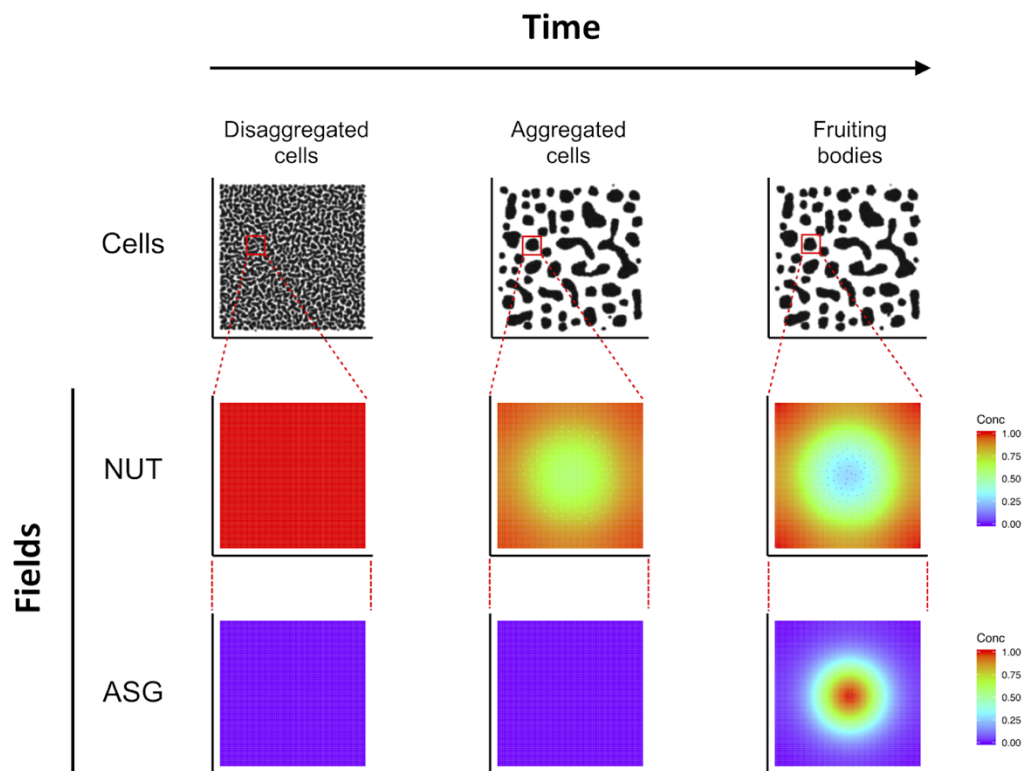 Time
Disaggregated
cells
Aggregated
cells
Fruiting
bodies
Cells
Fields
NUT
Conc
1.00
0.75
0.50
0.25
0.00
ASG
Conc
1.00
0.75
0.50
0.25
0.00